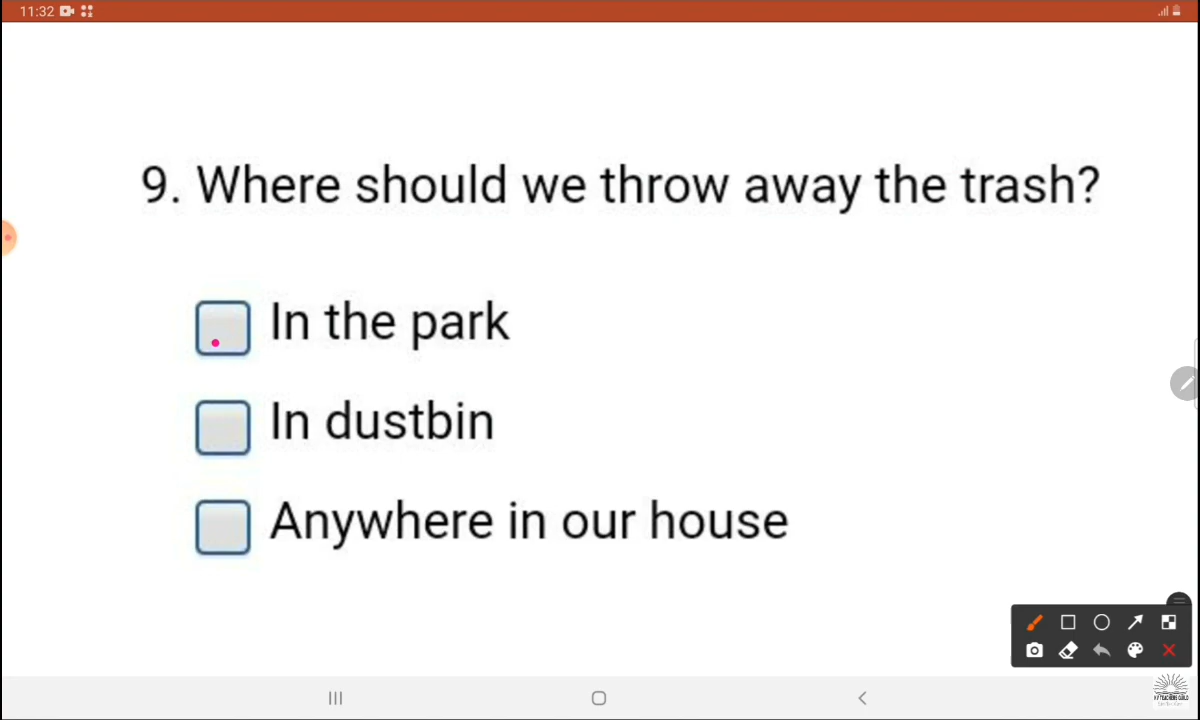 11:32
9. Where should we throw away the trash?
In the park
In dustbin
Anywhere in our house